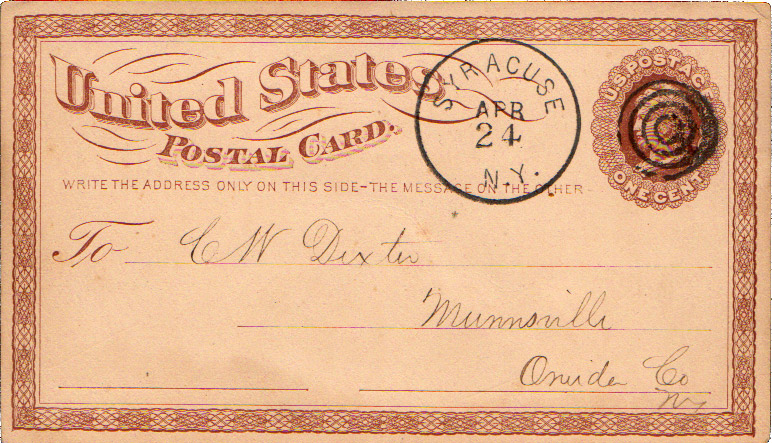 United States
POSTAL CARD.
WRITE THE ADDRESS ONLY ON THIS SIDE-THE MESSAGE ON THE OTHER
SYRACUSE
APR
24
N.Y.
U.S. POSTAGE
ONE CENT
To C W Dexter
Munnsville
Oneida Co
NY